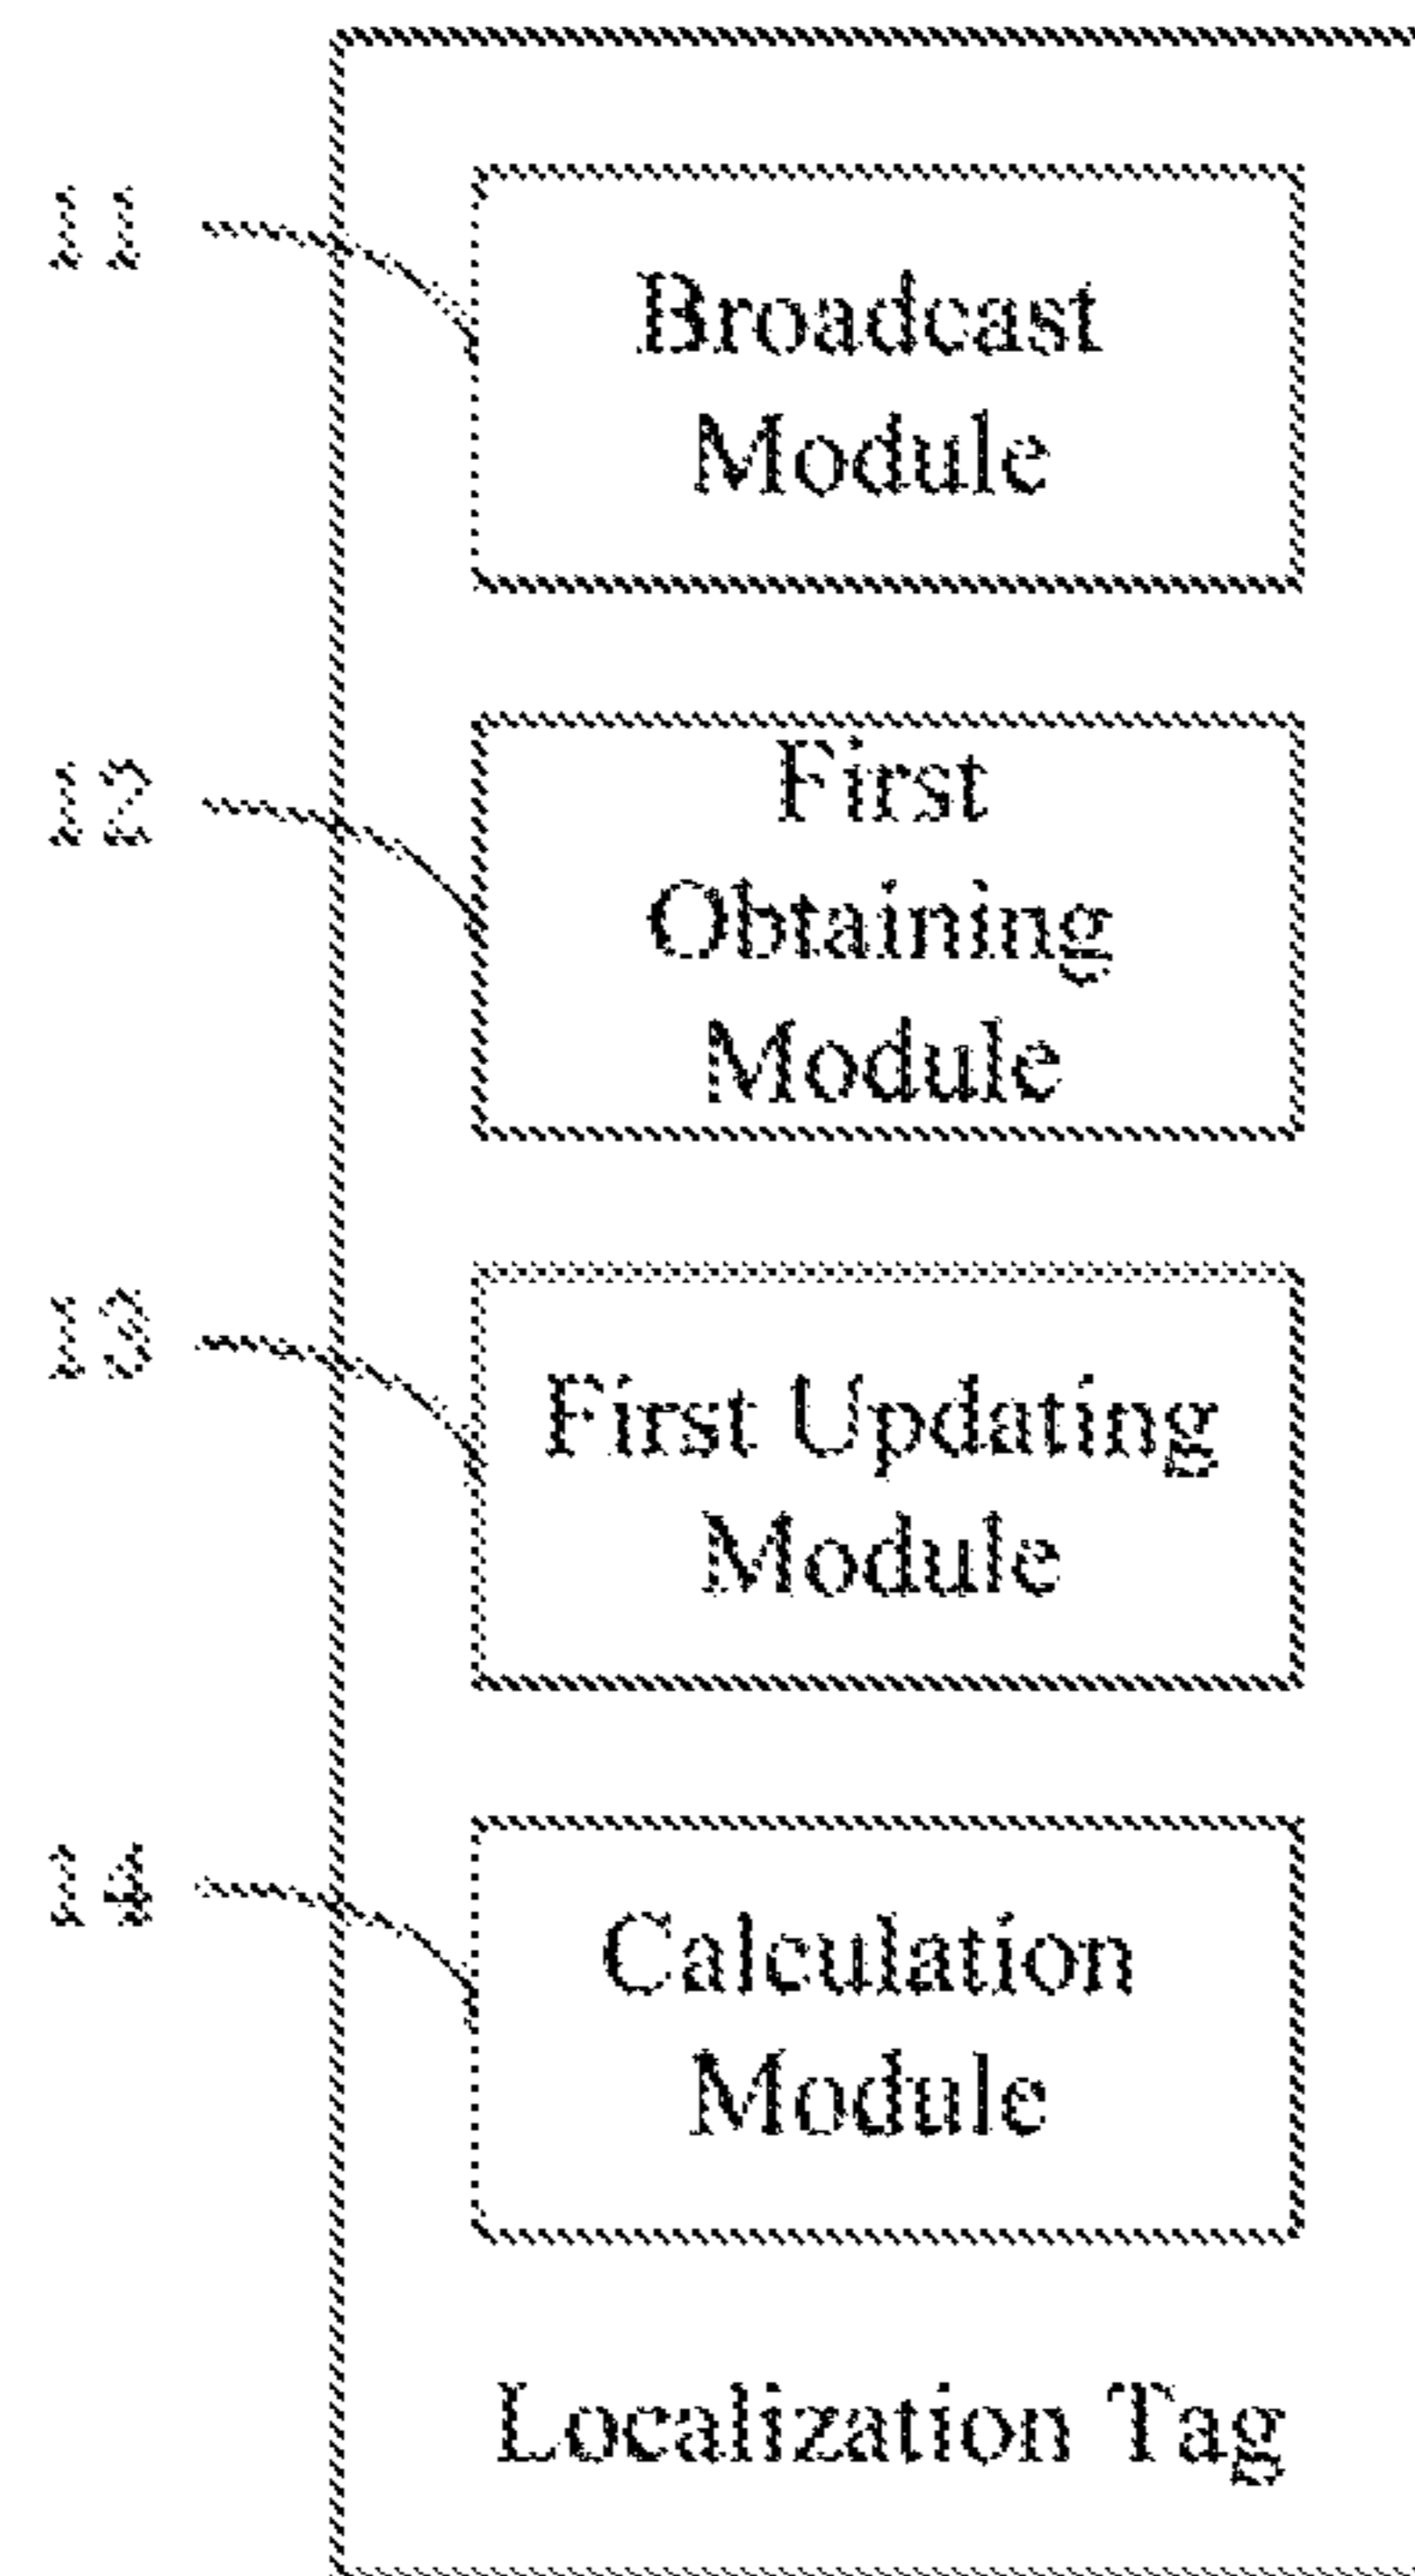 11
Broadcast
Module
12
First
Obtaining
Module
13
First Updating
Module
14
Calculation
Module
Localization Tag